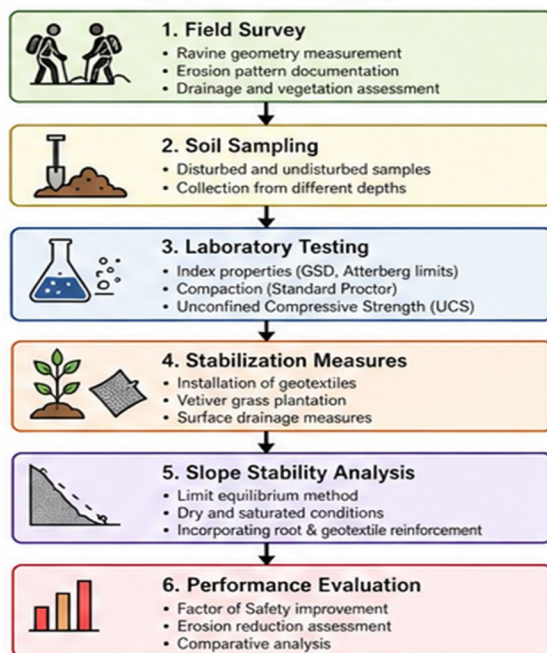 1. Field Survey
• Ravine geometry measurement
• Erosion pattern documentation
• Drainage and vegetation assessment
2. Soil Sampling
• Disturbed and undisturbed samples
• Collection from different depths
3. Laboratory Testing
• Index properties (GSD, Atterberg limits)
• Compaction (Standard Proctor)
• Unconfined Compressive Strength (UCS)
4. Stabilization Measures
• Installation of geotextiles
• Vetiver grass plantation
• Surface drainage measures
5. Slope Stability Analysis
• Limit equilibrium method
• Dry and saturated conditions
• Incorporating root & geotextile reinforcement
6. Performance Evaluation
• Factor of Safety improvement
• Erosion reduction assessment
• Comparative analysis